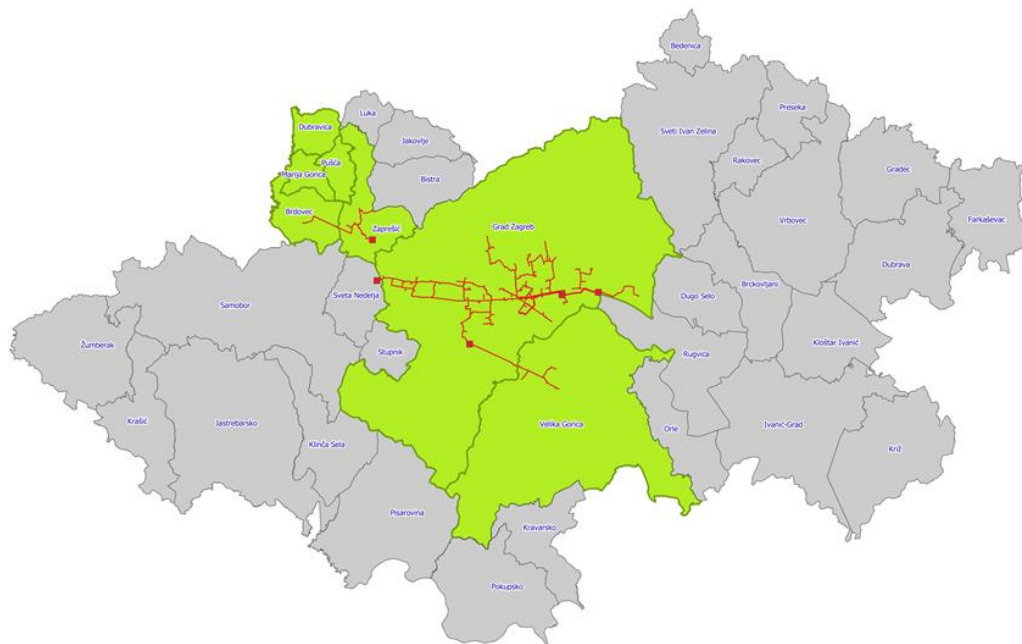 Bedenica
Luka
Preseka
Dubravica
Jakovlje
Sveti Ivan Zelina
Pušća
Rakovec
Gradec
Marija Gorica
Bistra
Brdovec
Zaprešić
Grad Zagreb
Vrbovec
Farkaševac
Dubrava
Samobor
Sveta Nedelja
Dugo Selo
Brckovljani
Žumberak
Stupnik
Rugvica
Kloštar Ivanić
Krašić
Jastrebarsko
Klinča Sela
Velika Gorica
Orle
Ivanić-Grad
Križ
Pisarovina
Kravarsko
Pokupsko